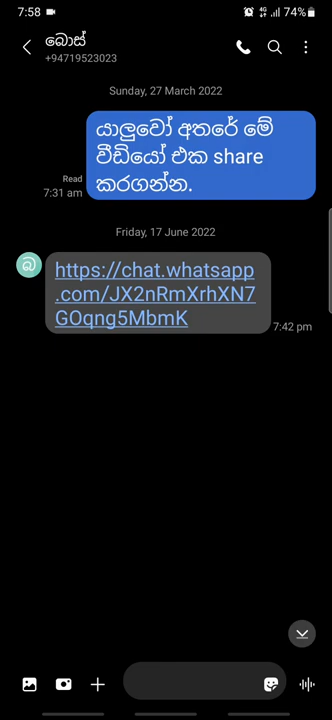 7:58
4G
74%
බොස්
+94719523023
Sunday, 27 March 2022
යාලුවෝ අතරේ මේ
වීඩියෝ එක share
කරගන්න.
Read
7:31 am
Friday, 17 June 2022
බ
https://chat.whatsapp
.com/JX2nRmXrhXN7
GOqng5MbmK
7:42 pm